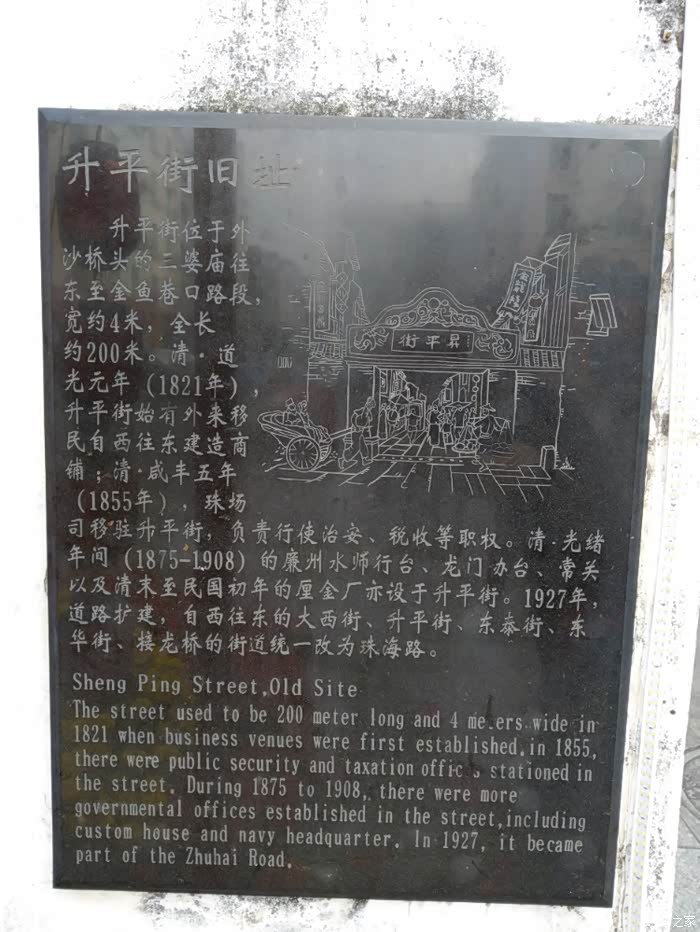 升平街旧址
升平街位于外
沙桥头的三婆庙往
东至金鱼巷口路段，
宽约4米，全长
约200米。清·道
光元年（1821年），
升平街始有外来移
民自西往东建造商
铺；清·咸丰五年
（1855年），珠场
司移驻升平街，负责行使治安、税收等职权。清·光绪
年间（1875-1908）的廉州水师行台、龙门协台、常关
以及清末至民国初年的厘金厂亦设于升平街。1927年，
道路扩建，自西往东的大西街、升平街、东泰街、东
华街、接龙桥的街道统一改为珠海路。
昇平街
Sheng Ping Street,Old Site
The street used to be 200 meter long and 4 meters wide in
1821 when business venues were first established.in 1855,
there were public security and taxation offices stationed in
the street. During 1875 to 1908, there were more
governmental offices established in the street,including
custom house and navy headquarter. In 1927, it became
part of the Zhuhai Road.
之家